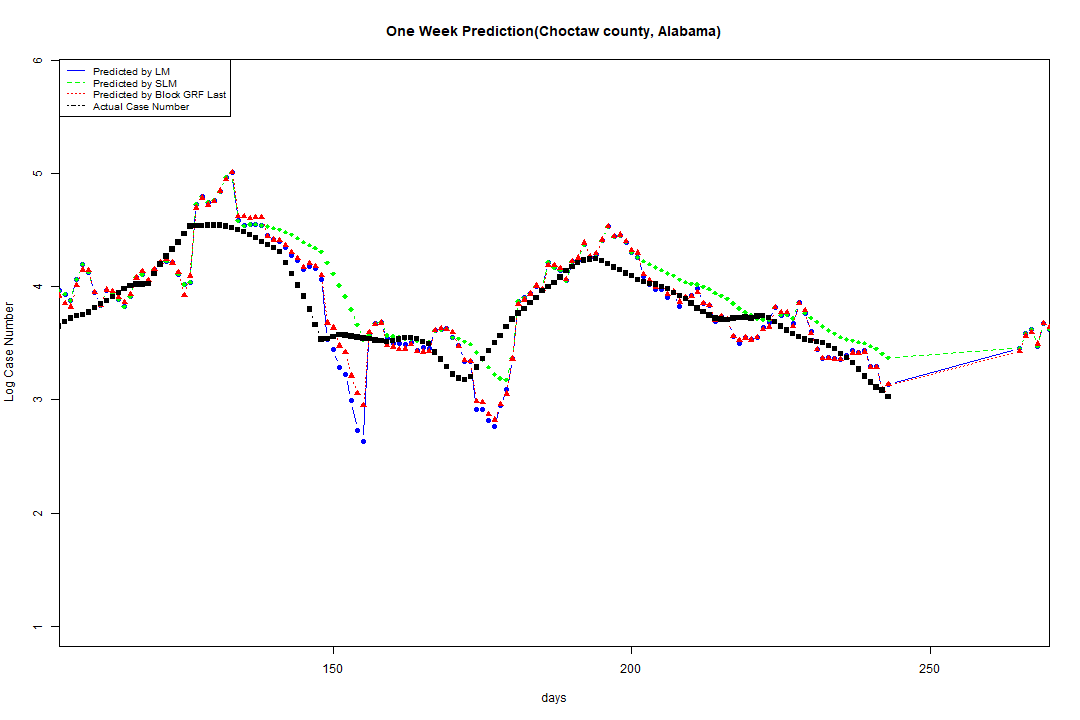 One Week Prediction(Choctaw county, Alabama)
Predicted by LM
Predicted by SLM
Predicted by Block GRF Last
Actual Case Number
6
5
4
3
2
1
Log Case Number
150
200
250
days